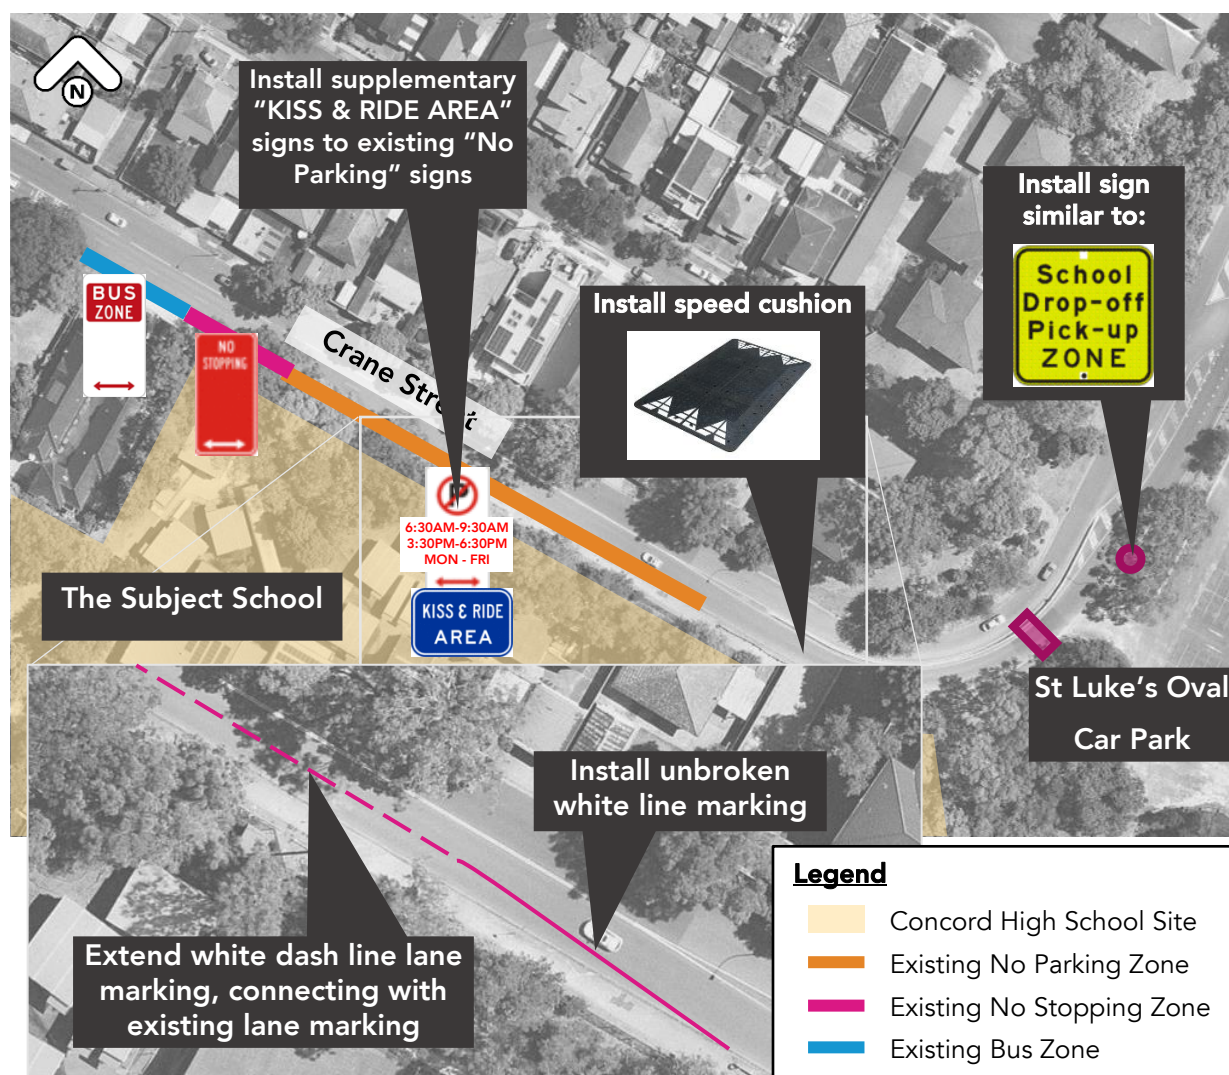 N
Install supplementary
“KISS & RIDE AREA”
signs to existing “No
Parking” signs
Install sign
similar to:
School
Drop-off
Pick-up
ZONE
Install speed cushion
BUS
ZONE
NO
STOPPING
Crane Street
P
6:30AM-9:30AM
3:30PM-6:30PM
MON - FRI
KISS & RIDE
AREA
The Subject School
St Luke’s Oval
Car Park
Install unbroken
white line marking
Extend white dash line lane
marking, connecting with
existing lane marking
Legend
Concord High School Site
Existing No Parking Zone
Existing No Stopping Zone
Existing Bus Zone